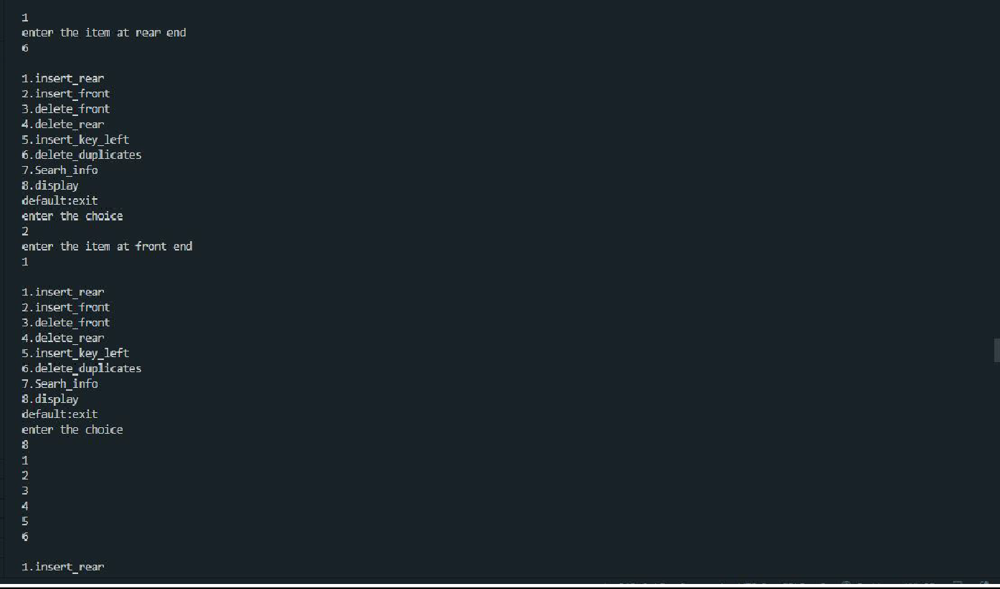 1
enter the item at rear end
6
1.insert_rear
2.insert_front
3.delete_front
4.delete_rear
5.insert_key_left
6.delete_duplicates
7.Searh_info
8.display
default:exit
enter the choice
2
enter the item at front end
1
1.insert_rear
2.insert_front
3.delete_front
4.delete_rear
5.insert_key_left
6.delete_duplicates
7.Searh_info
8.display
default:exit
enter the choice
8
1
2
3
4
5
6
1.insert_rear